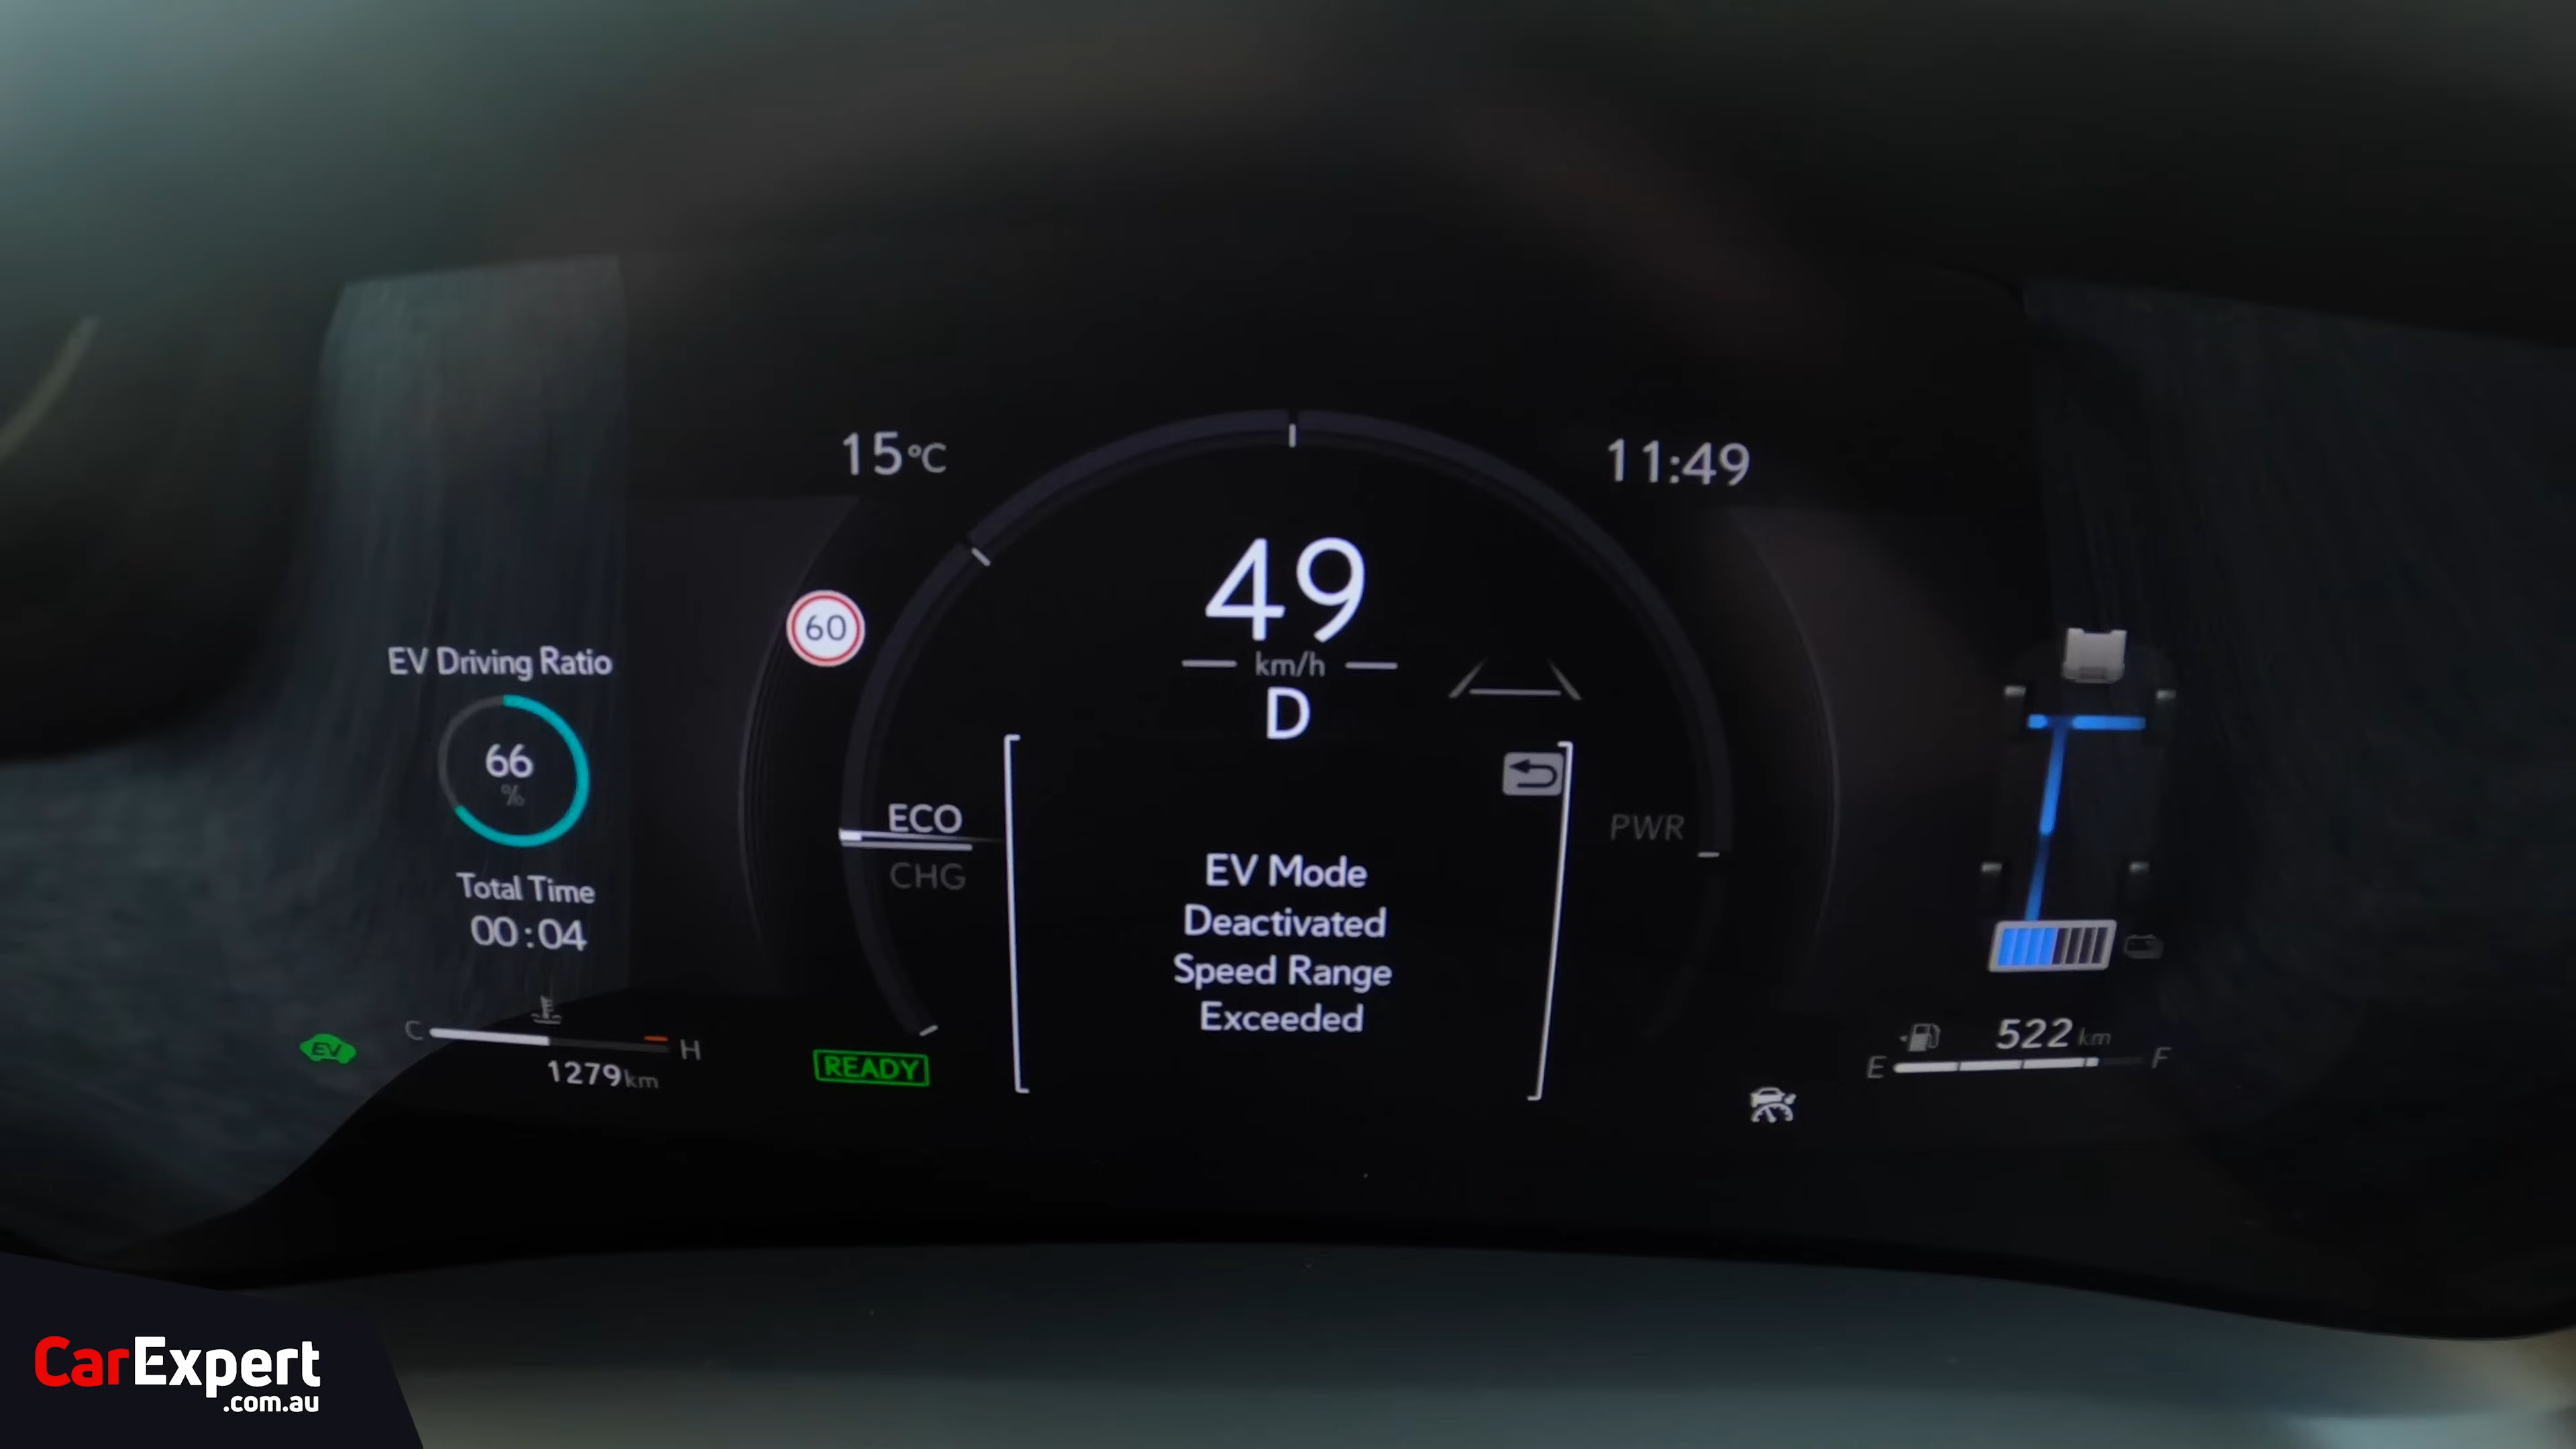 15°C
11:49
49
km/h
D
60
EV Driving Ratio
66
%
Total Time
00:04
ECO
CHG
PWR
EV Mode
Deactivated
Speed Range
Exceeded
EV
C
H
1279km
READY
522 km
E
F
CarExpert
.com.au